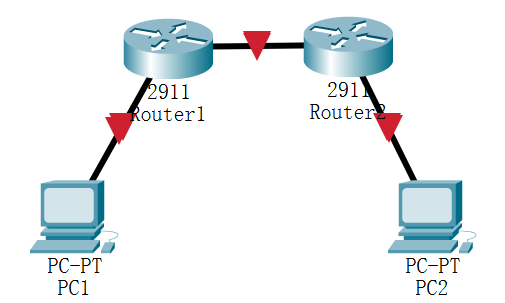 2911
Router1
2911
Router2
PC-PT
PC1
PC-PT
PC2